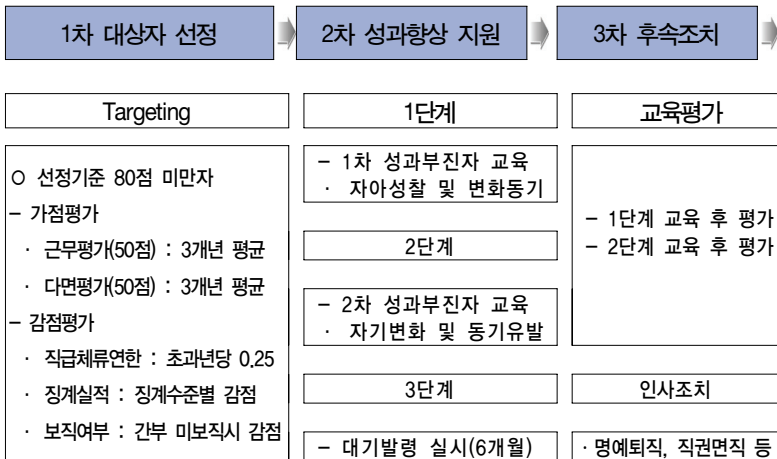 1차 대상자 선정
2차 성과향상 지원
3차 후속조치
Targeting
1단계
교육평가
○ 선정기준 80점 미만자
- 가점평가
· 근무평가(50점) : 3개년 평균
· 다면평가(50점) : 3개년 평균
- 감점평가
· 직급체류연한 : 초과년당 0.25
· 징계실적 : 징계수준별 감점
· 보직여부 : 간부 미보직시 감점
- 1차 성과부진자 교육
· 자아성찰 및 변화동기
2단계
- 2차 성과부진자 교육
· 자기변화 및 동기유발
3단계
- 대기발령 실시(6개월)
- 1단계 교육 후 평가
- 2단계 교육 후 평가
인사조치
· 명예퇴직, 직권면직 등